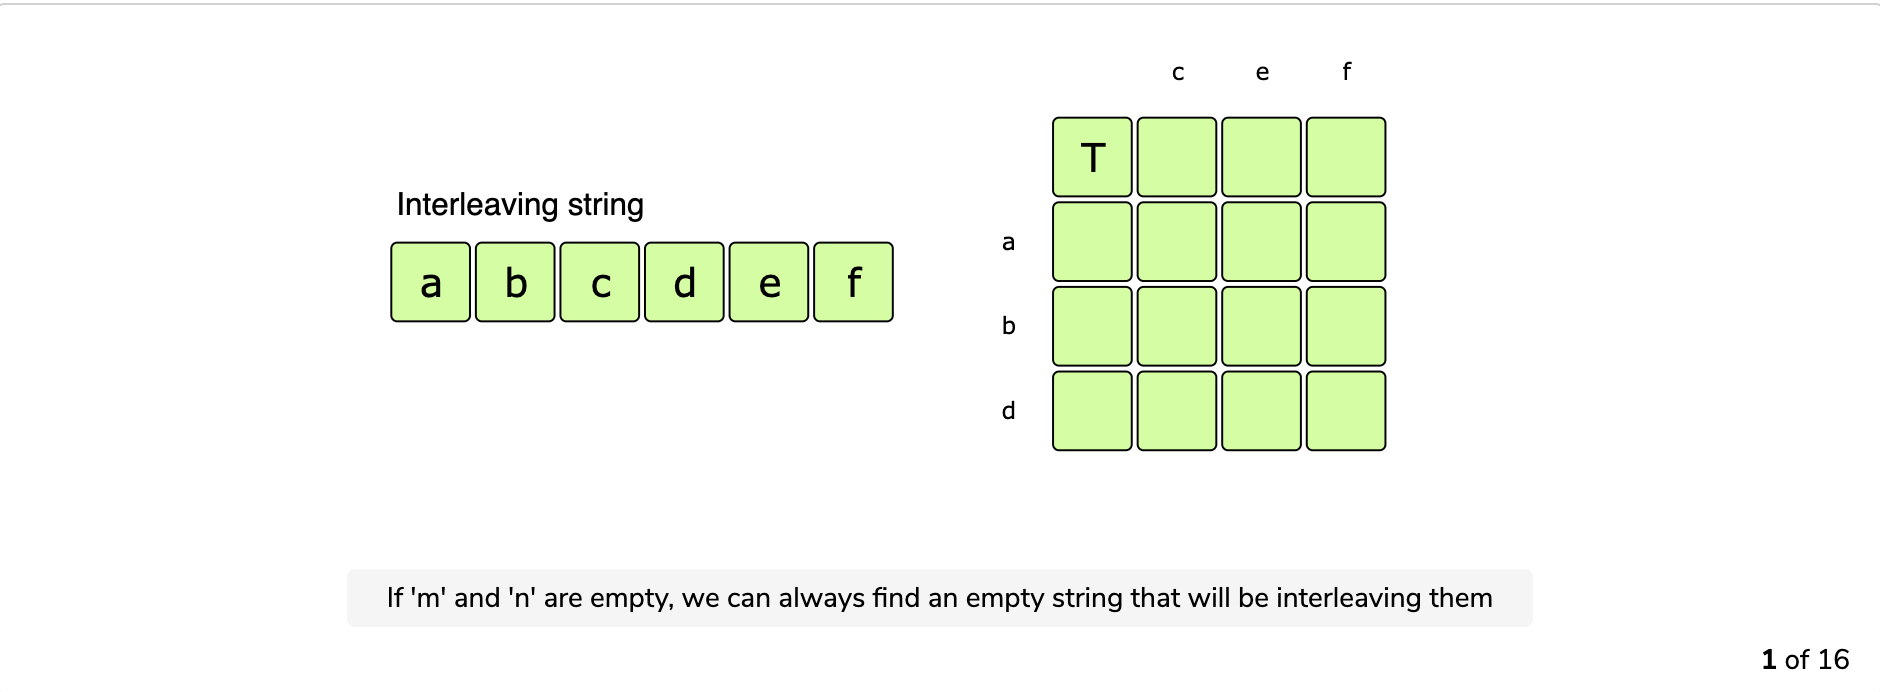 c e f
T
Interleaving string
a
a b c d e f
b
d
If 'm' and 'n' are empty, we can always find an empty string that will be interleaving them
1 of 16